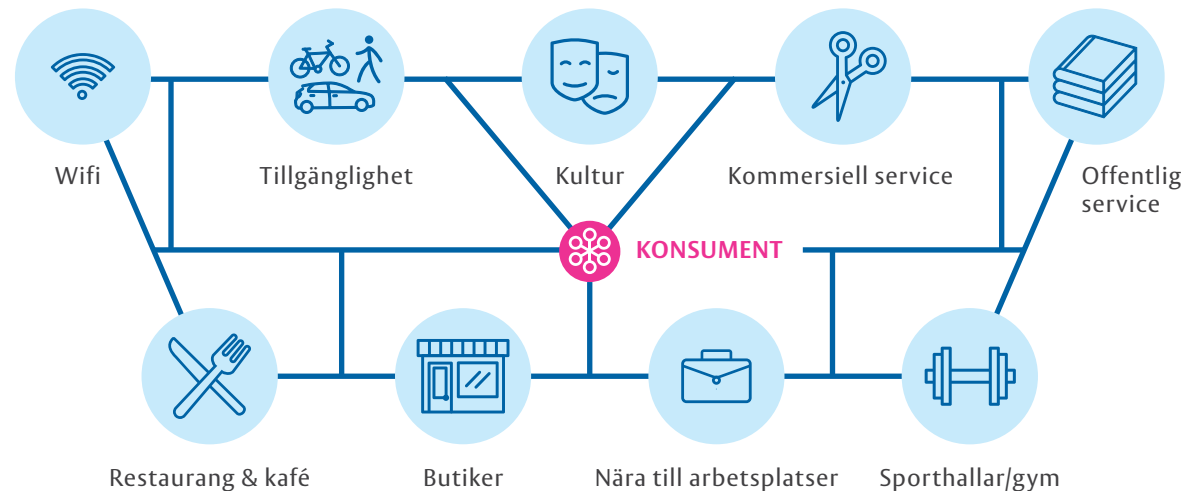 Wifi
Tillgänglighet
Kultur
Kommersiell service
Offentlig
service
KONSUMENT
Restaurang & kafé
Butiker
Nära till arbetsplatser
Sporthallar/gym